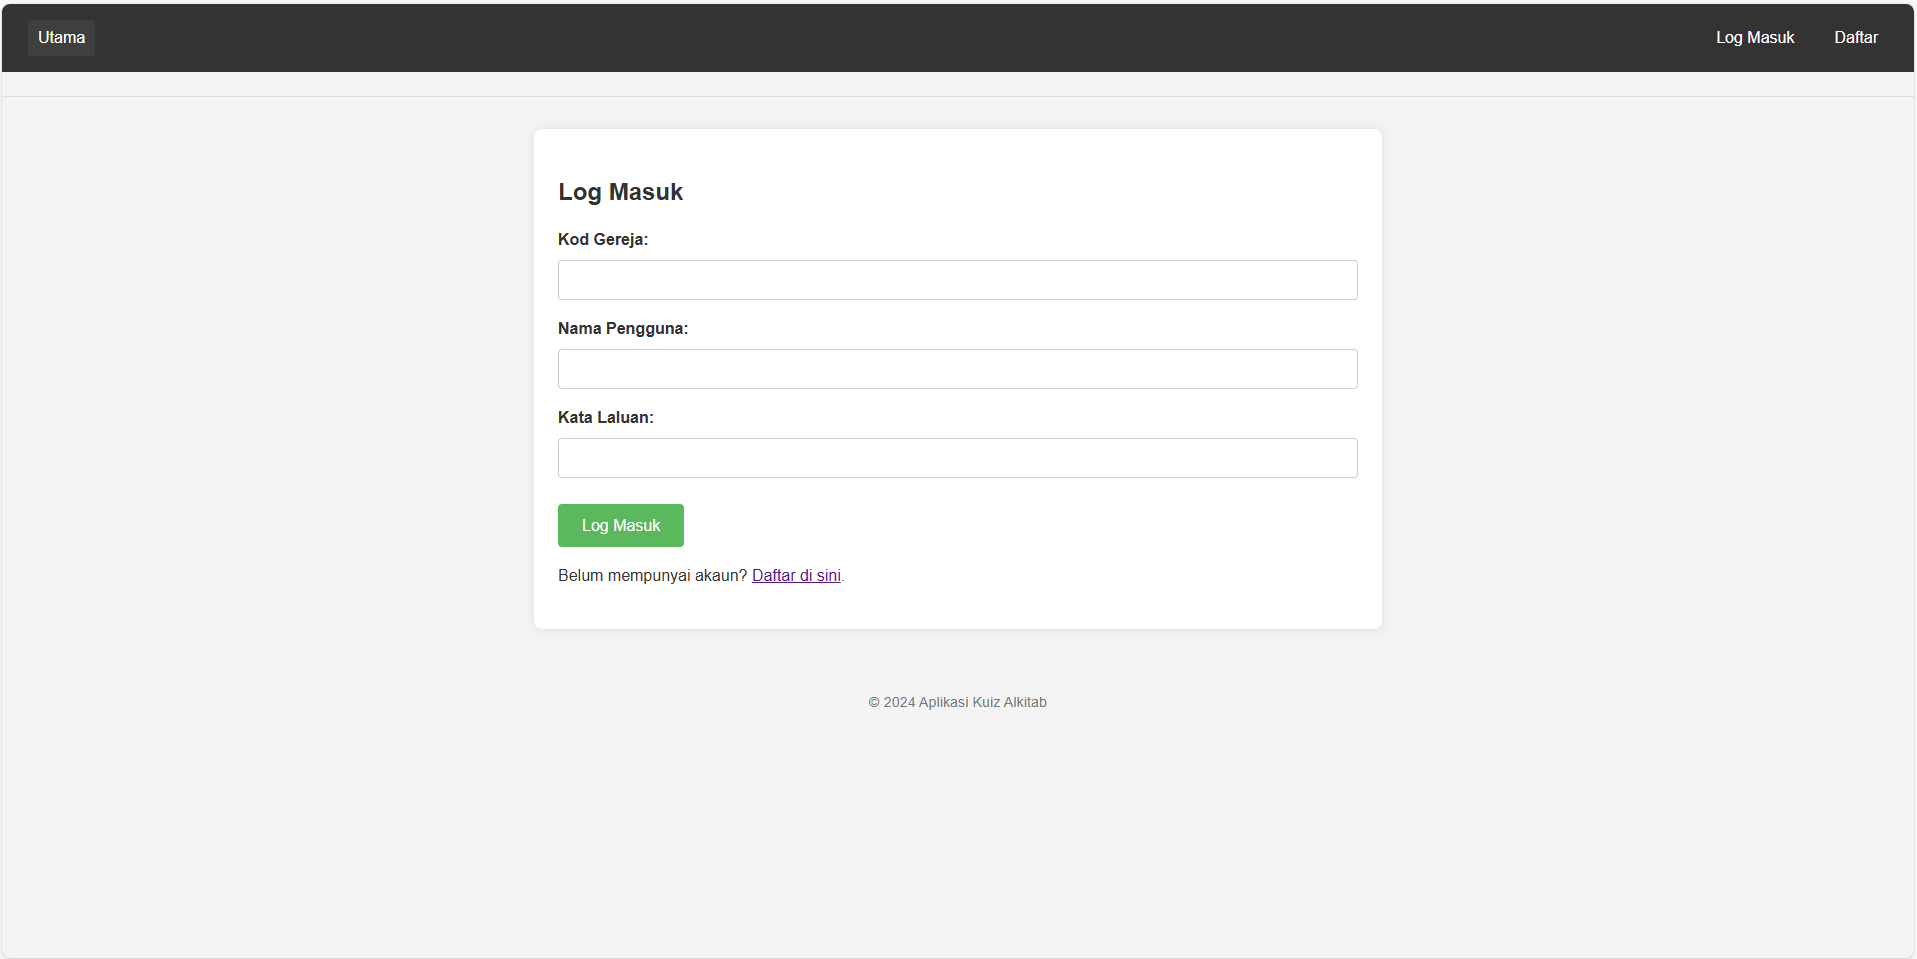 Utama
Log Masuk
Daftar
Log Masuk
Kod Gereja:
Nama Pengguna:
Kata Laluan:
Log Masuk
Belum mempunyai akaun? Daftar di sini.
© 2024 Aplikasi Kuiz Alkitab